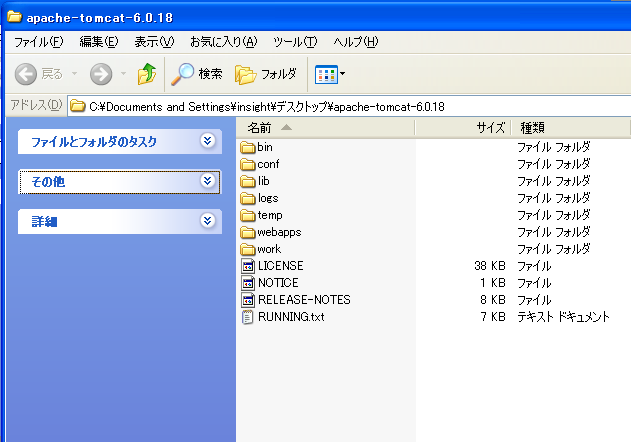 apache-tomcat-6.0.18
ファイル(F) 編集(E) 表示(V) お気に入り(A) ツール(T) ヘルプ(H)
戻る 検索 フォルダ
アドレス(D) C:¥Documents and Settings¥insight¥デスクトップ¥apache-tomcat-6.0.18
ファイルとフォルダのタスク
その他
詳細
名前 サイズ 種類
bin ファイル フォルダ
conf ファイル フォルダ
lib ファイル フォルダ
logs ファイル フォルダ
temp ファイル フォルダ
webapps ファイル フォルダ
work ファイル フォルダ
LICENSE 38 KB ファイル
NOTICE 1 KB ファイル
RELEASE-NOTES 8 KB ファイル
RUNNING.txt 7 KB テキスト ドキュメント